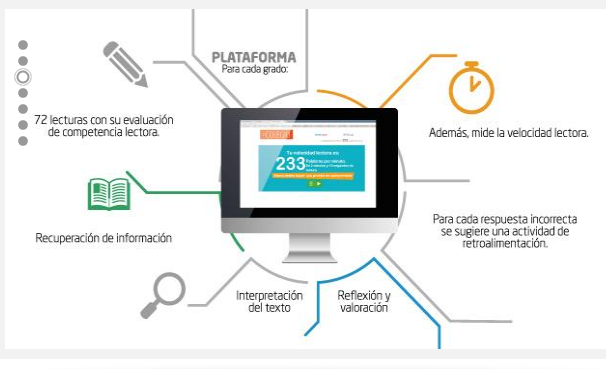 PLATAFORMA
Para cada grado:
72 lecturas con su evaluación
de competencia lectora.
Además, mide la velocidad lectora.
Tu velocidad lectora es:
233
Palabras por minuto
Recuperación de información
Para cada respuesta incorrecta
se sugiere una actividad de
retroalimentación.
Interpretación
del texto
Reflexión y
valoración